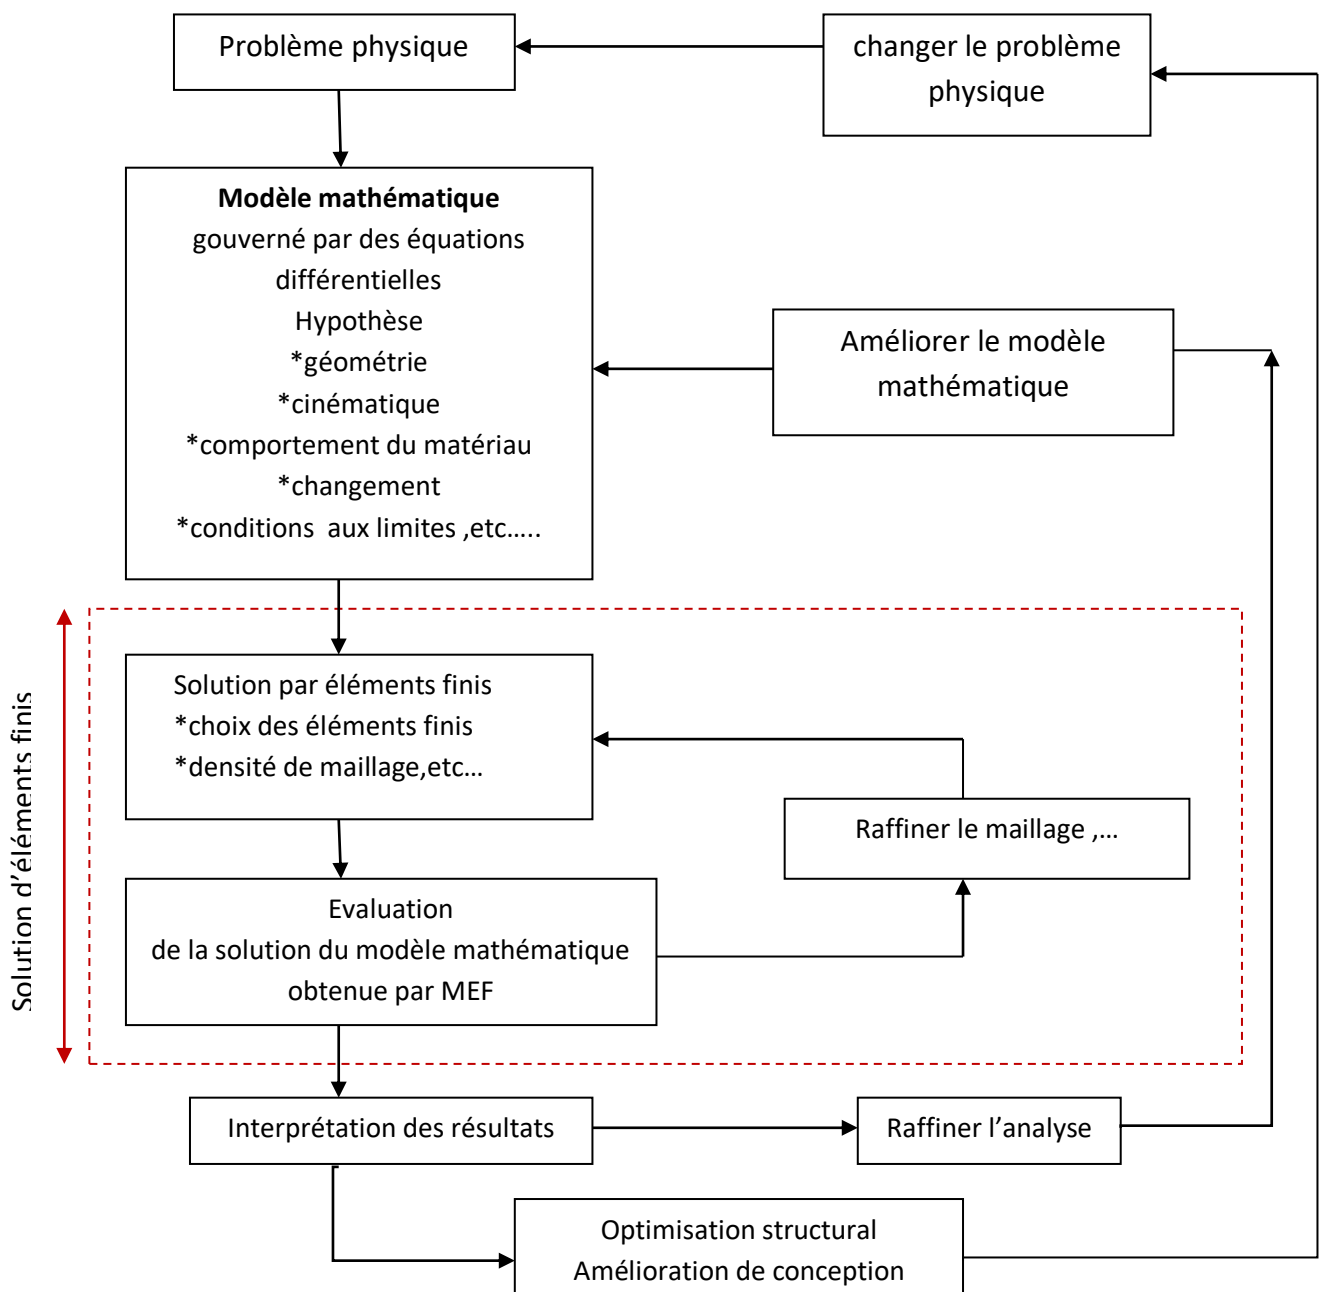 Problème physique
changer le problème
physique
Modèle mathématique
gouverné par des équations
différentielles
Hypothèse
*géométrie
*cinématique
*comportement du matériau
*changement
*conditions  aux limites ,etc…..
Améliorer le modèle
mathématique
Solution d'éléments finis
Solution par éléments finis
*choix des éléments finis
*densité de maillage,etc…
Raffiner le maillage ,…
Evaluation
de la solution du modèle mathématique
obtenue par MEF
Interprétation des résultats
Raffiner l'analyse
Optimisation structural
Amélioration de conception